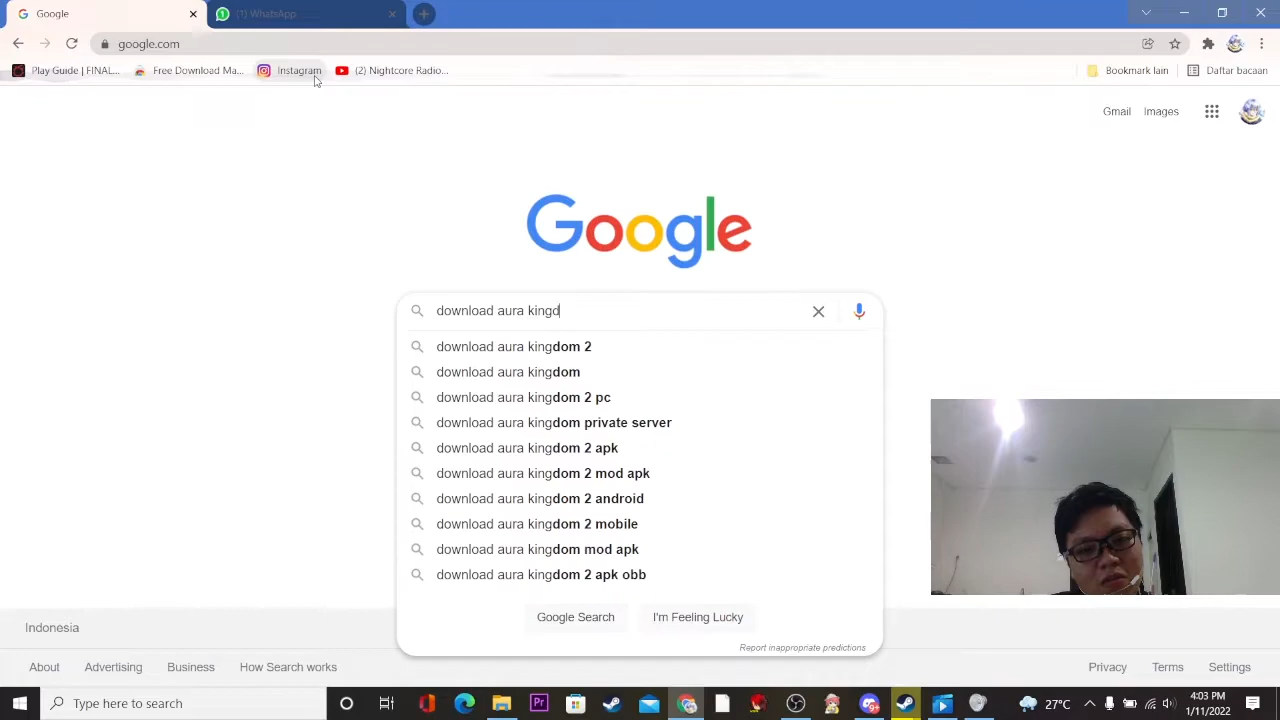 Google
(1) WhatsApp
google.com
Play Guide | FINAL...
Free Download Ma...
Instagram
(2) Nightcore Radio...
Bookmark lain
Daftar bacaan
Gmail
Images
Google
download aura kingd
download aura kingdom 2
download aura kingdom
download aura kingdom 2 pc
download aura kingdom private server
download aura kingdom 2 apk
download aura kingdom 2 mod apk
download aura kingdom 2 android
download aura kingdom 2 mobile
download aura kingdom mod apk
download aura kingdom 2 apk obb
Google Search
I'm Feeling Lucky
Report inappropriate predictions
Indonesia
About
Advertising
Business
How Search works
Privacy
Terms
Settings
Type here to search
Pr
27°C
4:03 PM
1/11/2022